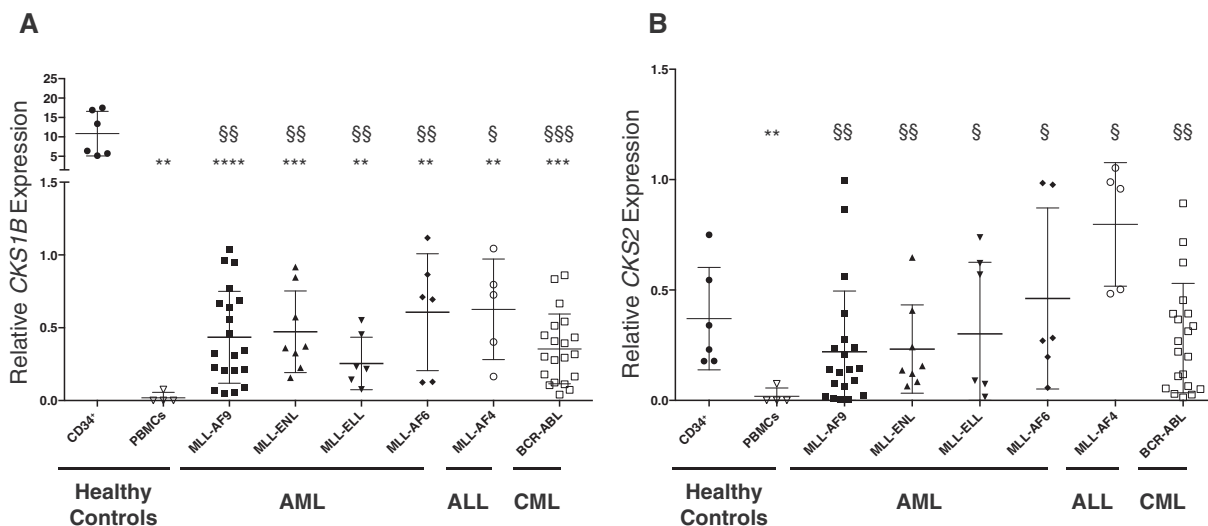 A
Relative CKS1B Expression
25
20
15
10
5
1.5
1.0
0.5
0.0
§§ §§ §§ §§ § §§§
** **** *** ** ** ** ***
CD34+ PBMCs MLL-AF9 MLL-ENL MLL-ELL MLL-AF6 MLL-AF4 BCR-ABL
Healthy
Controls
AML ALL CML
B
Relative CKS2 Expression
1.5
1.0
0.5
0.0
** §§ §§ § § § §§
CD34+ PBMCs MLL-AF9 MLL-ENL MLL-ELL MLL-AF6 MLL-AF4 BCR-ABL
Healthy
Controls
AML ALL CML